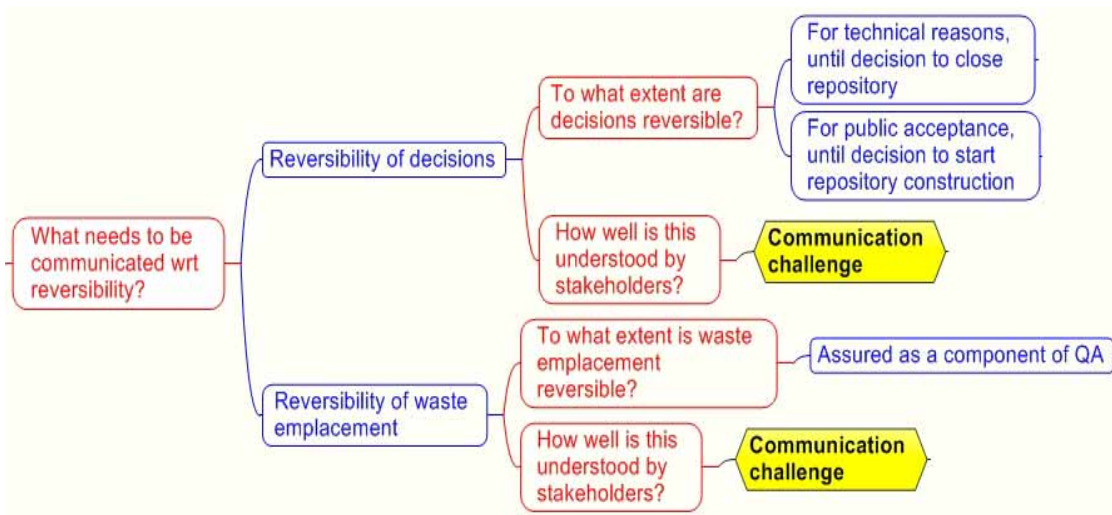 What needs to be
communicated wrt
reversibility?
Reversibility of decisions
To what extent are
decisions reversible?
For technical reasons,
until decision to close
repository
For public acceptance,
until decision to start
repository construction
How well is this
understood by
stakeholders?
Communication
challenge
Reversibility of waste
emplacement
To what extent is waste
emplacement
reversible?
Assured as a component of QA
How well is this
understood by
stakeholders?
Communication
challenge